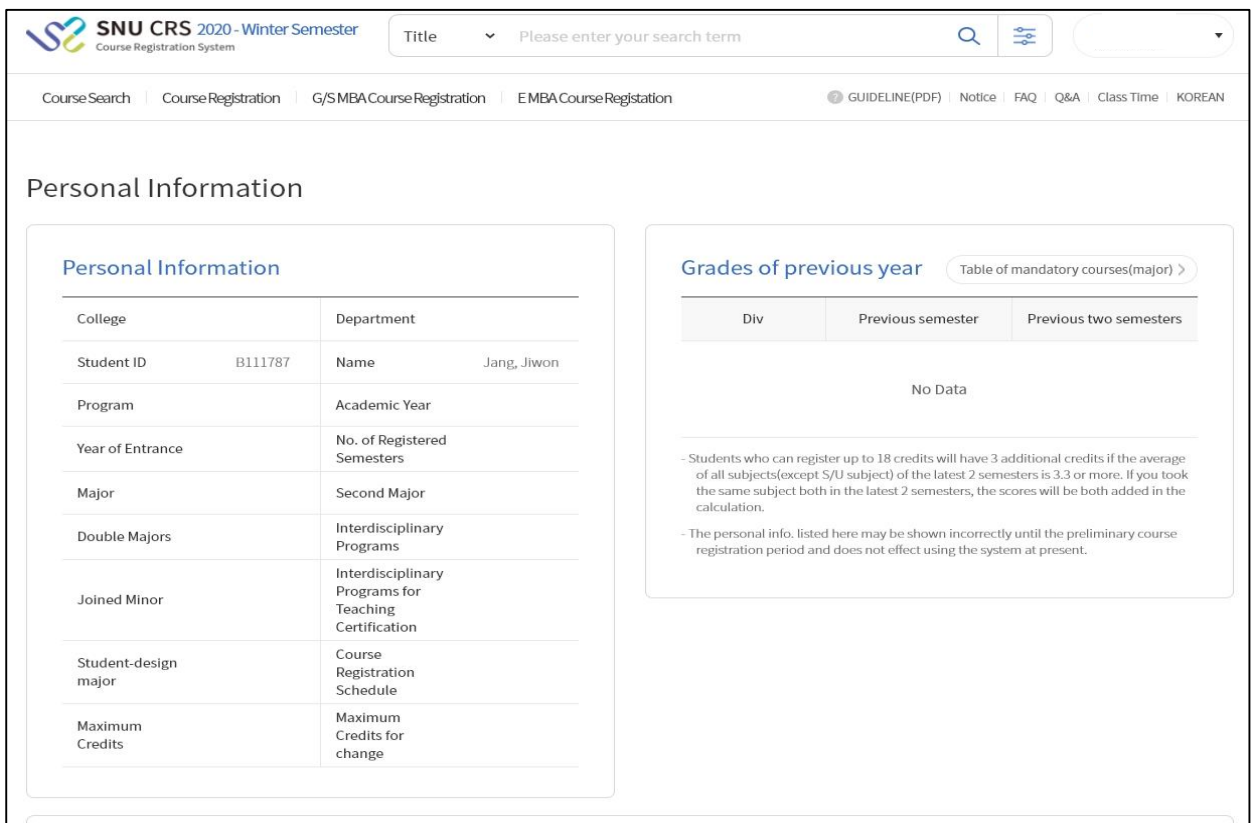 SNU CRS 2020 - Winter Semester
Course Registration System
Title Please enter your search term
Course Search Course Registration G/S MBA Course Registration E MBA Course Registation
GUIDELINE(PDF) Notice FAQ Q&A Class Time KOREAN
Personal Information
Personal Information
College Department
Student ID B111787 Name Jang, Jiwon
Program Academic Year
Year of Entrance No. of Registered
Semesters
Major Second Major
Double Majors Interdisciplinary
Programs
Joined Minor Interdisciplinary
Programs for
Teaching
Certification
Student-design
major
Course
Registration
Schedule
Maximum
Credits
Maximum
Credits for
change
Grades of previous year Table of mandatory courses(major) >
Div Previous semester Previous two semesters
No Data
- Students who can register up to 18 credits will have 3 additional credits if the average
of all subjects(except S/U subject) of the latest 2 semesters is 3.3 or more. If you took
the same subject both in the latest 2 semesters, the scores will be both added in the
calculation.
- The personal info. listed here may be shown incorrectly until the preliminary course
registration period and does not effect using the system at present.